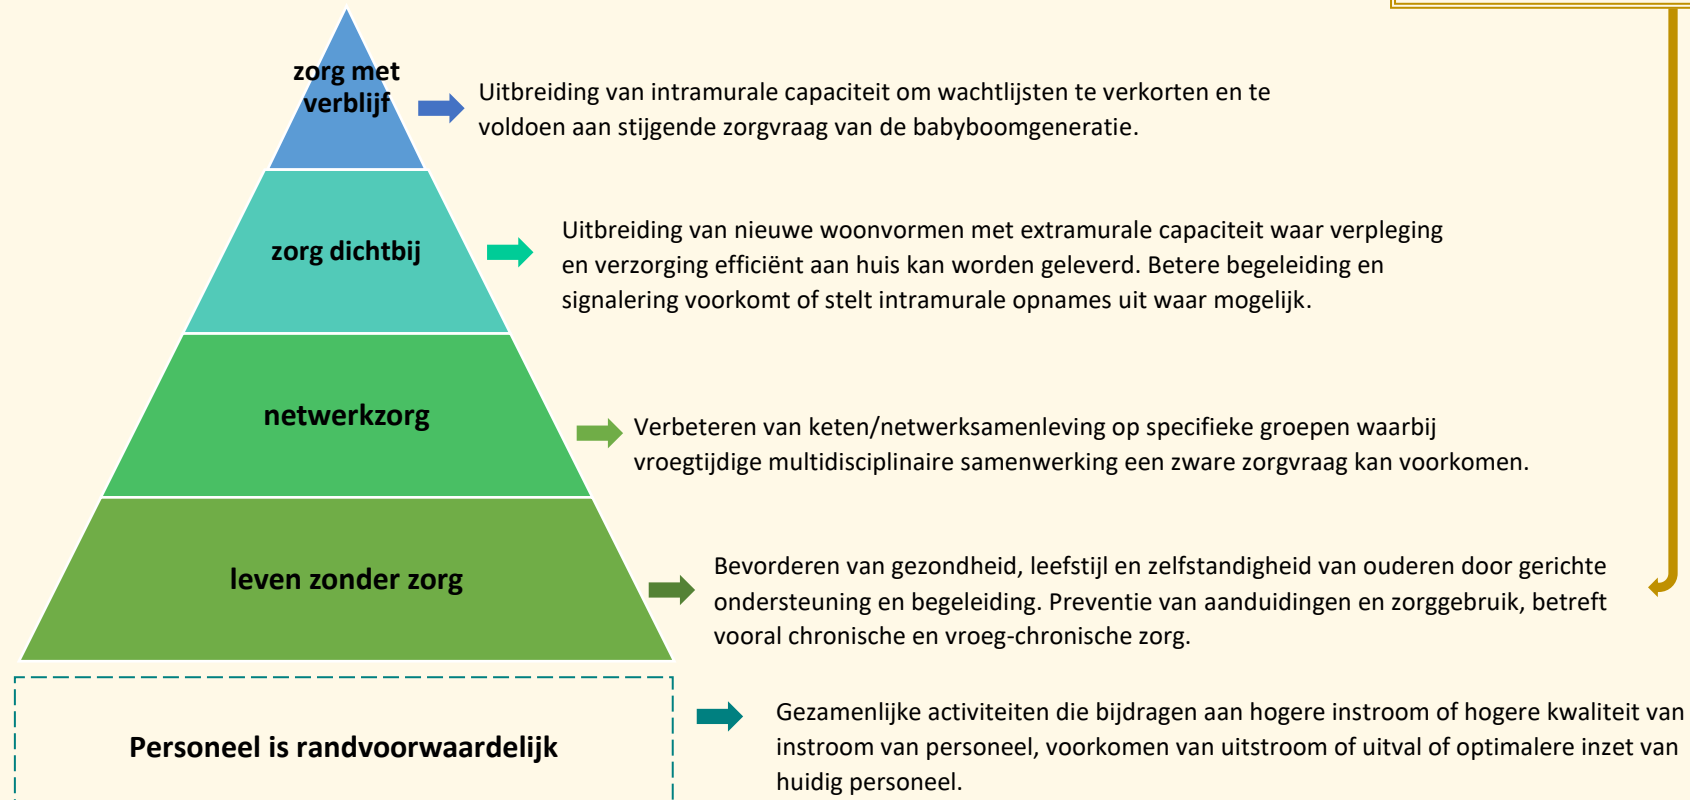 zorg met
verblijf
Uitbreiding van intramurale capaciteit om wachtlijsten te verkorten en te
voldoen aan stijgende zorgvraag van de babyboomgeneratie.
zorg dichtbij
Uitbreiding van nieuwe woonvormen met extramurale capaciteit waar verpleging
en verzorging efficiënt aan huis kan worden geleverd. Betere begeleiding en
signalering voorkomt of stelt intramurale opnames uit waar mogelijk.
netwerkzorg
Verbeteren van keten/netwerksamenleving op specifieke groepen waarbij
vroegtijdige multidisciplinaire samenwerking een zware zorgvraag kan voorkomen.
leven zonder zorg
Bevorderen van gezondheid, leefstijl en zelfstandigheid van ouderen door gerichte
ondersteuning en begeleiding. Preventie van aanduidingen en zorggebruik, betreft
vooral chronische en vroeg-chronische zorg.
Personeel is randvoorwaardelijk
Gezamenlijke activiteiten die bijdragen aan hogere instroom of hogere kwaliteit van
instroom van personeel, voorkomen van uitstroom of uitval of optimalere inzet van
huidig personeel.